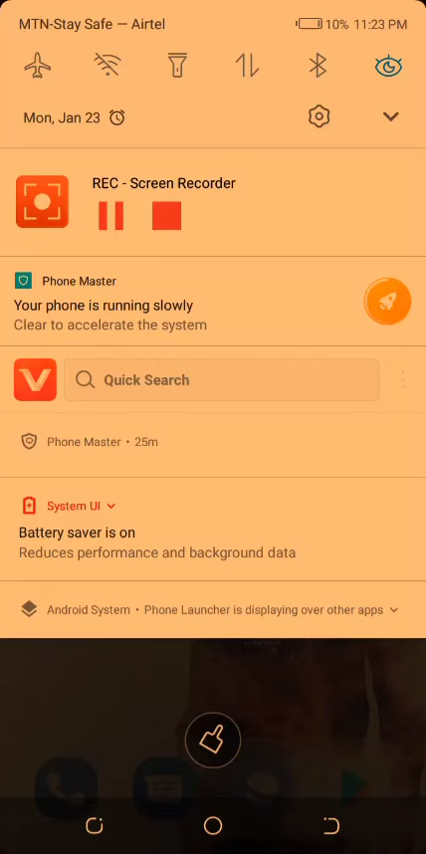 MTN-Stay Safe — Airtel
10% 11:23 PM
Mon, Jan 23
REC - Screen Recorder
Phone Master
Your phone is running slowly
Clear to accelerate the system
Quick Search
Phone Master • 25m
System UI
Battery saver is on
Reduces performance and background data
Android System • Phone Launcher is displaying over other apps